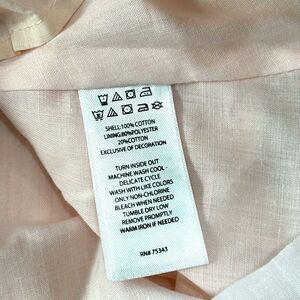 SHELL:100% COTTON
LINING:80%POLYESTER
20%COTTON
EXCLUSIVE OF DECORATION
TURN INSIDE OUT
MACHINE WASH COOL-
DELICATE CYCLE
WASH WITH LIKE COLORS
ONLY NON-CHLORINE
BLEACH WHEN NEEDED
TUMBLE DRY LOW
REMOVE PROMPTLY
WARM IRON IF NEEDED
RN# 75343